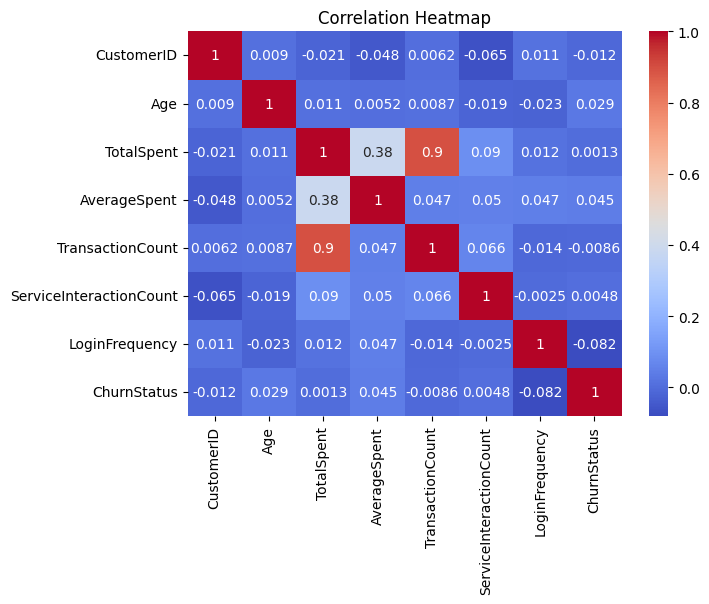 Correlation Heatmap
CustomerID 1 0.009 -0.021 -0.048 0.0062 -0.065 0.011 -0.012
Age 0.009 1 0.011 0.0052 0.0087 -0.019 -0.023 0.029
TotalSpent -0.021 0.011 1 0.38 0.9 0.09 0.012 0.0013
AverageSpent -0.048 0.0052 0.38 1 0.047 0.05 0.047 0.045
TransactionCount 0.0062 0.0087 0.9 0.047 1 0.066 -0.014 -0.0086
ServiceInteractionCount -0.065 -0.019 0.09 0.05 0.066 1 -0.0025 0.0048
LoginFrequency 0.011 -0.023 0.012 0.047 -0.014 -0.0025 1 -0.082
ChurnStatus -0.012 0.029 0.0013 0.045 -0.0086 0.0048 -0.082 1
CustomerID
Age
TotalSpent
AverageSpent
TransactionCount
ServiceInteractionCount
LoginFrequency
ChurnStatus
1.0
0.8
0.6
0.4
0.2
0.0